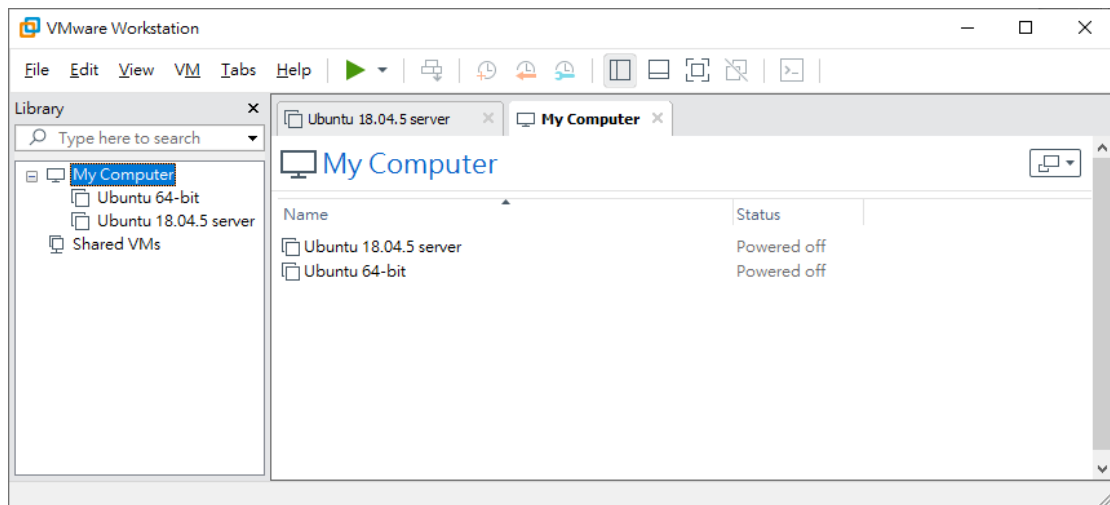 VMware Workstation
File Edit View VM Tabs Help
Library
Type here to search
My Computer
Ubuntu 64-bit
Ubuntu 18.04.5 server
Shared VMs
Ubuntu 18.04.5 server
My Computer
My Computer
Name Status
Ubuntu 18.04.5 server Powered off
Ubuntu 64-bit Powered off